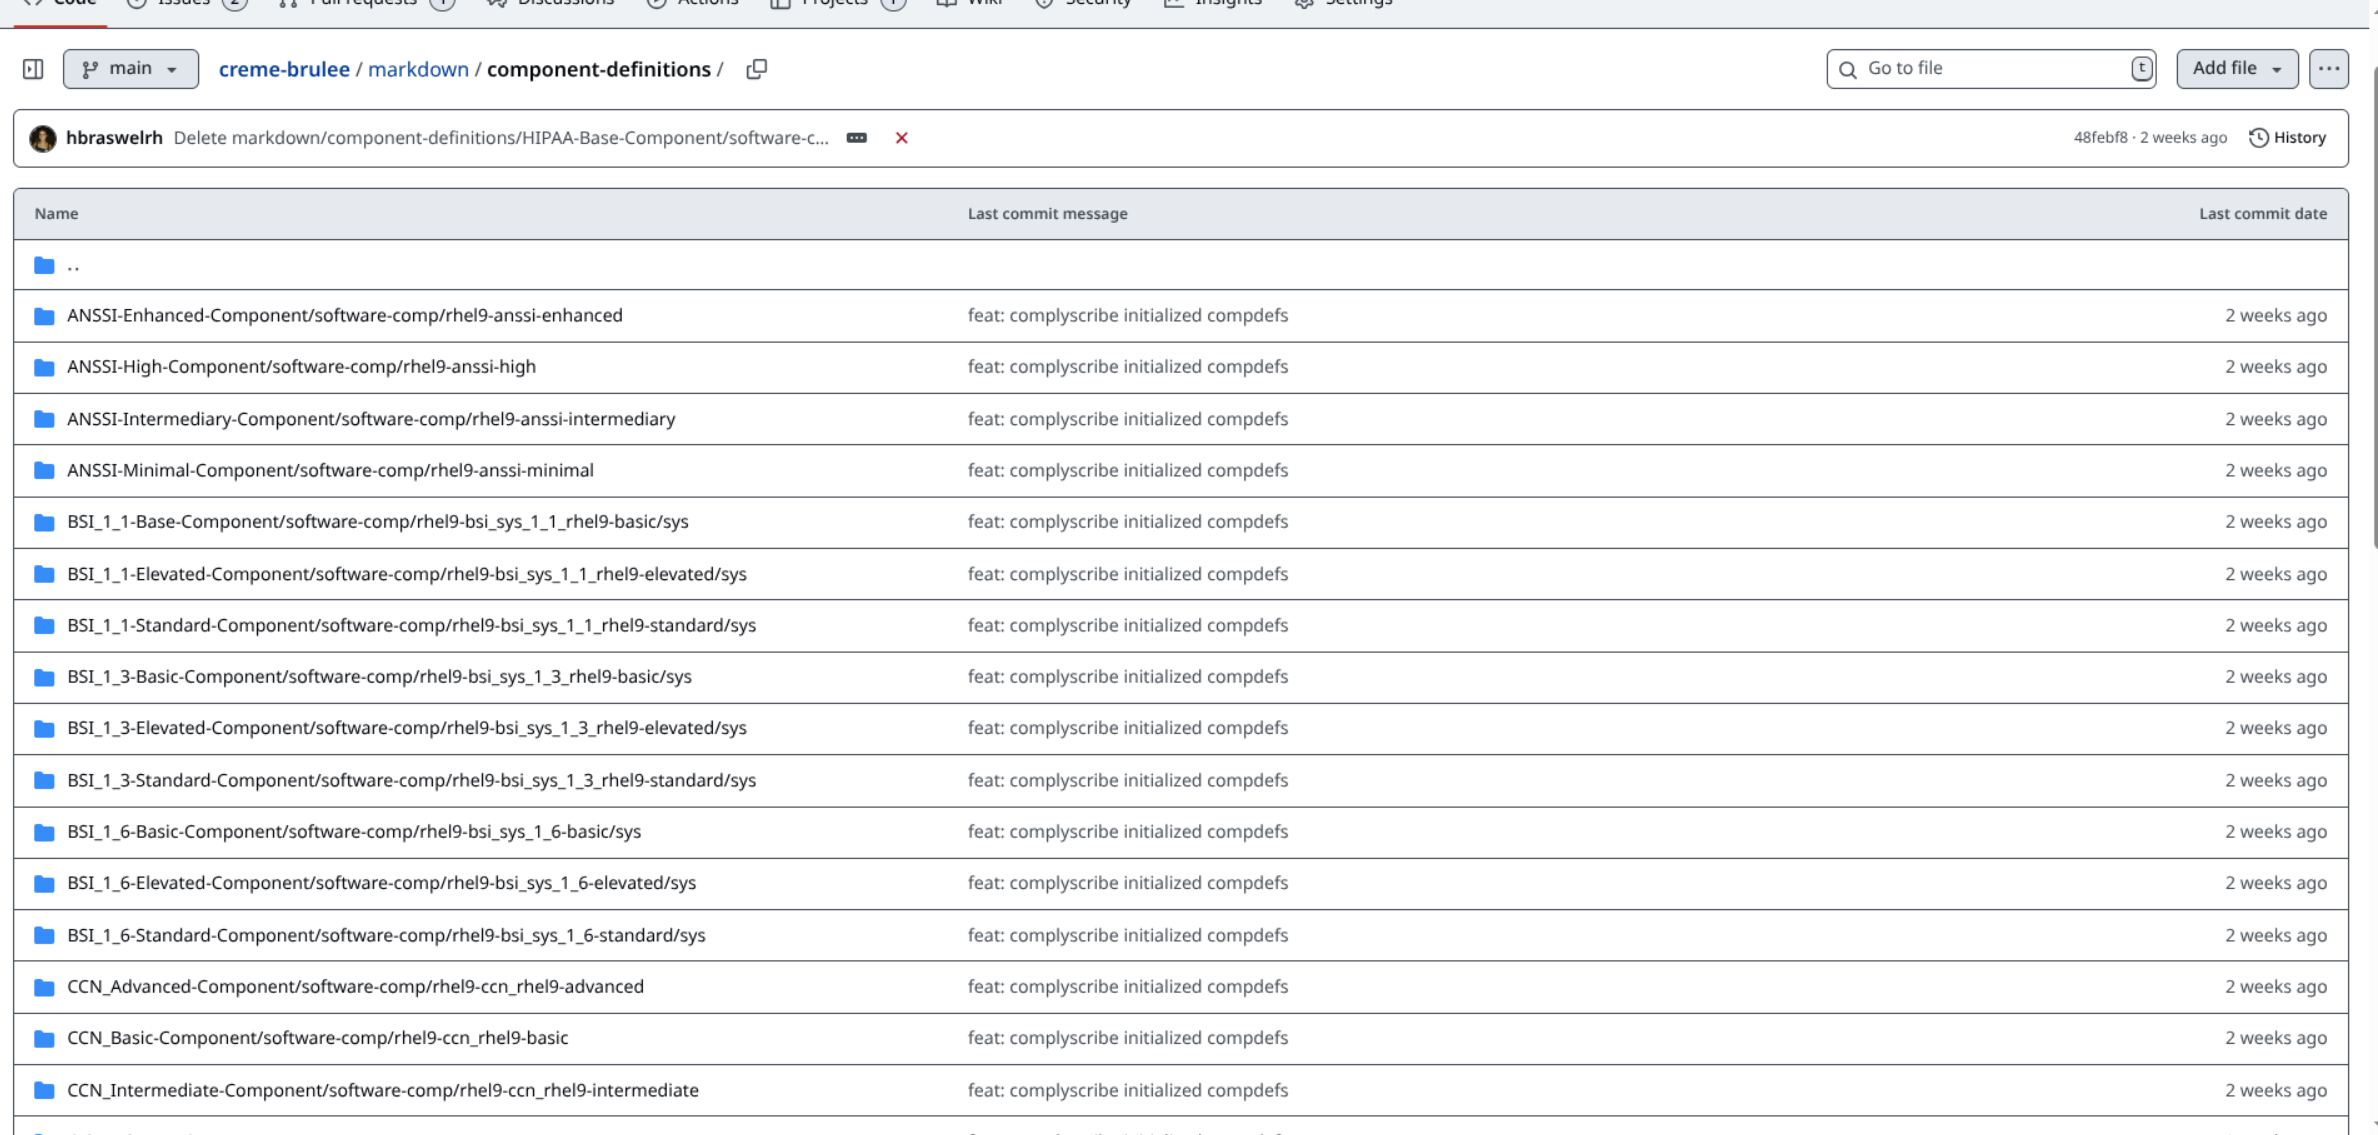 Code Issues 2 Pull requests 1 Discussions Actions Projects 1 Wiki Security Insights Settings
main creme-brulee / markdown / component-definitions / Go to file t Add file
hbraswelrh Delete markdown/component-definitions/HIPAA-Base-Component/software-c... 48febf8 · 2 weeks ago History
Name Last commit message Last commit date
..
ANSSI-Enhanced-Component/software-comp/rhel9-anssi-enhanced feat: complyscribe initialized compdefs 2 weeks ago
ANSSI-High-Component/software-comp/rhel9-anssi-high feat: complyscribe initialized compdefs 2 weeks ago
ANSSI-Intermediary-Component/software-comp/rhel9-anssi-intermediary feat: complyscribe initialized compdefs 2 weeks ago
ANSSI-Minimal-Component/software-comp/rhel9-anssi-minimal feat: complyscribe initialized compdefs 2 weeks ago
BSI_1_1-Base-Component/software-comp/rhel9-bsi_sys_1_1_rhel9-basic/sys feat: complyscribe initialized compdefs 2 weeks ago
BSI_1_1-Elevated-Component/software-comp/rhel9-bsi_sys_1_1_rhel9-elevated/sys feat: complyscribe initialized compdefs 2 weeks ago
BSI_1_1-Standard-Component/software-comp/rhel9-bsi_sys_1_1_rhel9-standard/sys feat: complyscribe initialized compdefs 2 weeks ago
BSI_1_3-Basic-Component/software-comp/rhel9-bsi_sys_1_3_rhel9-basic/sys feat: complyscribe initialized compdefs 2 weeks ago
BSI_1_3-Elevated-Component/software-comp/rhel9-bsi_sys_1_3_rhel9-elevated/sys feat: complyscribe initialized compdefs 2 weeks ago
BSI_1_3-Standard-Component/software-comp/rhel9-bsi_sys_1_3_rhel9-standard/sys feat: complyscribe initialized compdefs 2 weeks ago
BSI_1_6-Basic-Component/software-comp/rhel9-bsi_sys_1_6-basic/sys feat: complyscribe initialized compdefs 2 weeks ago
BSI_1_6-Elevated-Component/software-comp/rhel9-bsi_sys_1_6-elevated/sys feat: complyscribe initialized compdefs 2 weeks ago
BSI_1_6-Standard-Component/software-comp/rhel9-bsi_sys_1_6-standard/sys feat: complyscribe initialized compdefs 2 weeks ago
CCN_Advanced-Component/software-comp/rhel9-ccn_rhel9-advanced feat: complyscribe initialized compdefs 2 weeks ago
CCN_Basic-Component/software-comp/rhel9-ccn_rhel9-basic feat: complyscribe initialized compdefs 2 weeks ago
CCN_Intermediate-Component/software-comp/rhel9-ccn_rhel9-intermediate feat: complyscribe initialized compdefs 2 weeks ago